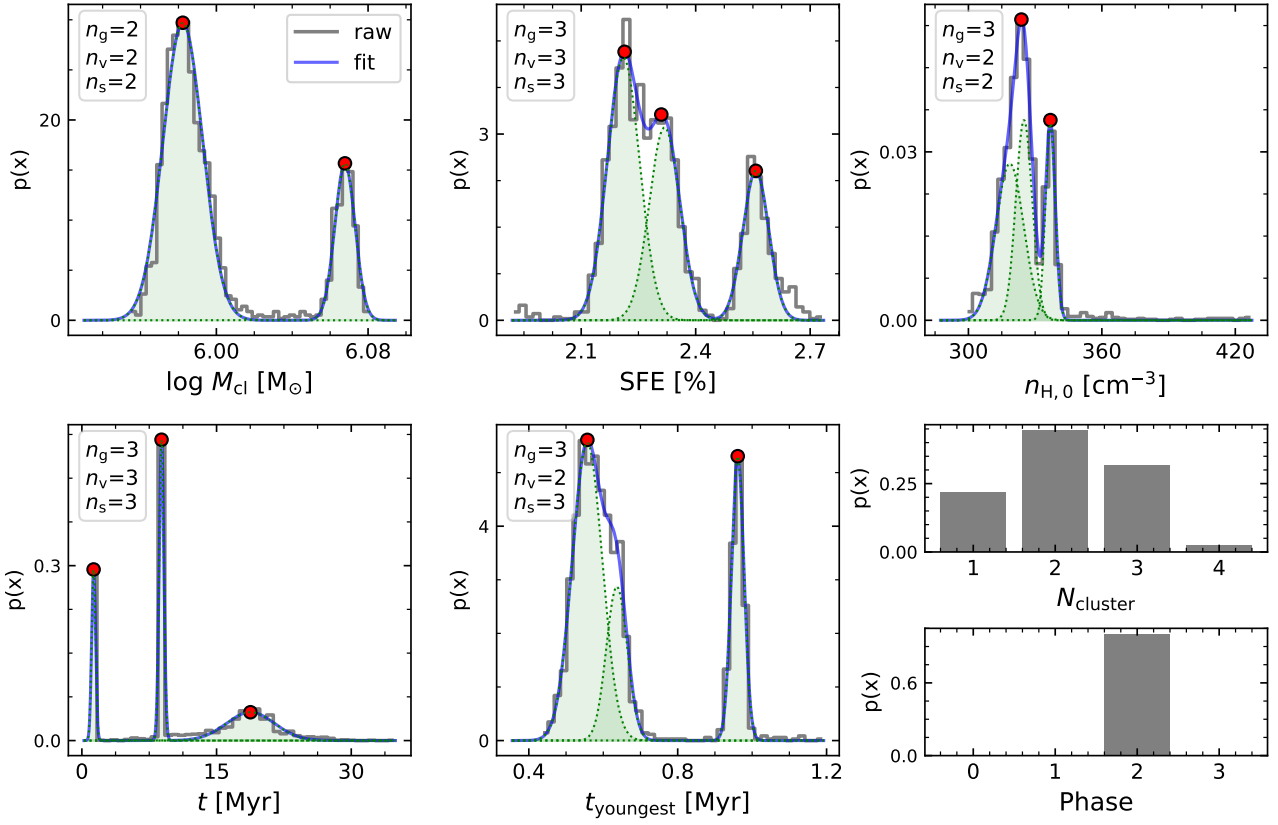 n_g=2
n_v=2
n_s=2
raw
fit
20
0
p(x)
6.00 6.08
log M_cl [M_⊙]
n_g=3
n_v=3
n_s=3
3
0
p(x)
2.1 2.4 2.7
SFE [%]
n_g=3
n_v=2
n_s=2
0.03
0.00
p(x)
300 360 420
n_H,0 [cm⁻³]
n_g=3
n_v=3
n_s=3
0.3
0.0
p(x)
0 15 30
t [Myr]
n_g=3
n_v=2
n_s=3
4
0
p(x)
0.4 0.8 1.2
t_youngest [Myr]
0.25
0.00
p(x)
1 2 3 4
N_cluster
0.6
0.0
p(x)
0 1 2 3
Phase